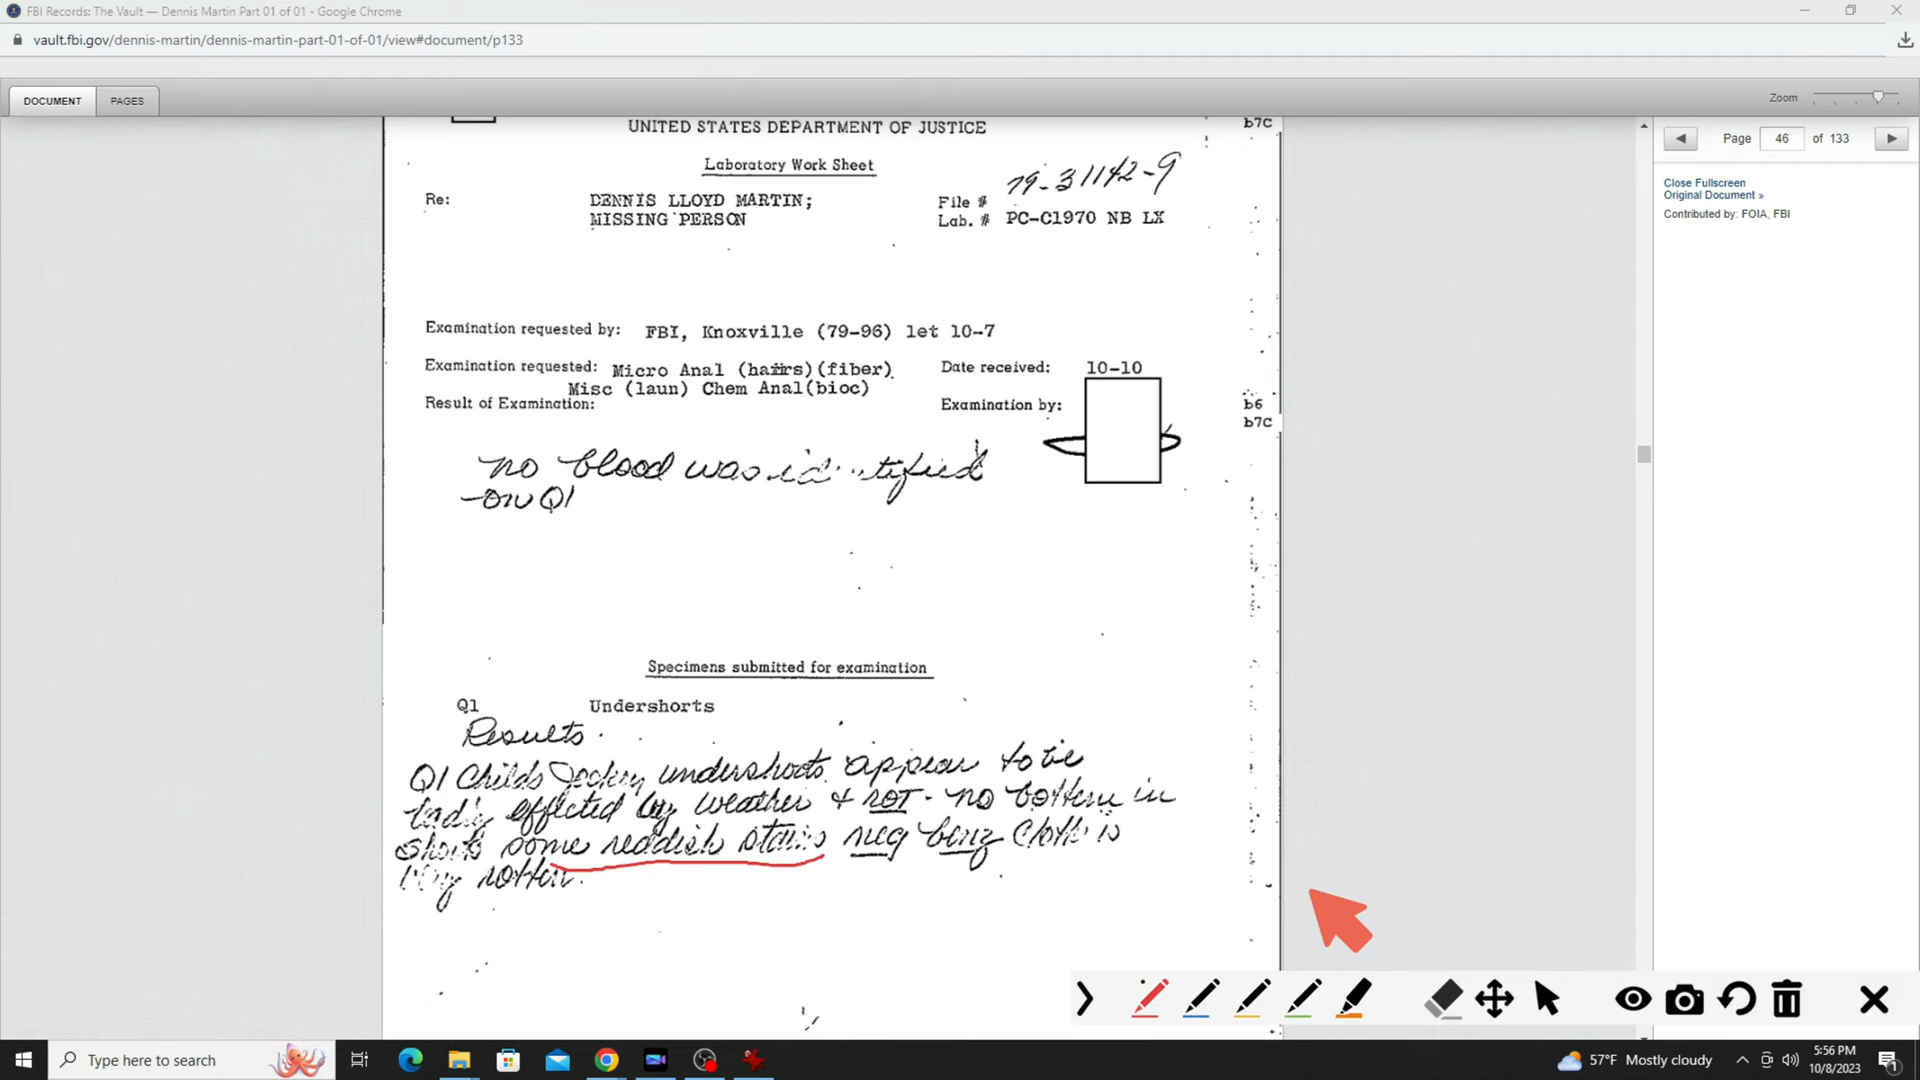 FBI Records: The Vault — Dennis Martin Part 01 of 01 - Google Chrome
vault.fbi.gov/dennis-martin/dennis-martin-part-01-of-01/view#document/p133
DOCUMENT PAGES
Zoom
Page 46 of 133
Close Fullscreen
Original Document »
Contributed by: FOIA, FBI
b7C
UNITED STATES DEPARTMENT OF JUSTICE
Laboratory Work Sheet
79-31142-9
Re: DENNIS LLOYD MARTIN; File #
MISSING PERSON Lab. # PC-C1970 NB LX
Examination requested by: FBI, Knoxville (79-96) let 10-7
Examination requested: Micro Anal (hairs)(fiber) Date received: 10-10
Misc (laun) Chem Anal(bioc)
Result of Examination: Examination by:
b6
b7C
no blood was identified
on Q1
Specimens submitted for examination
Q1 Undershorts
Results
Q1 Childs Jockey undershorts appear to be
badly effected by weather & rot - no bottom in
shorts some reddish stains neg benz Cloth is
very rotten.
Type here to search
57°F Mostly cloudy
5:56 PM
10/8/2023
1